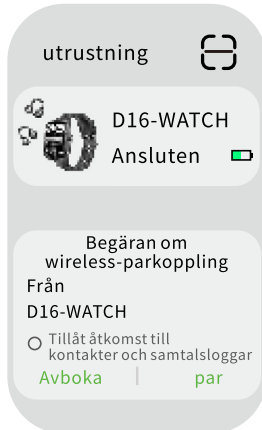 utrustning
D16-WATCH
Ansluten
Begäran om
wireless-parkoppling
Från
D16-WATCH
Tillåt åtkomst till
kontakter och samtalsloggar
Avboka
par